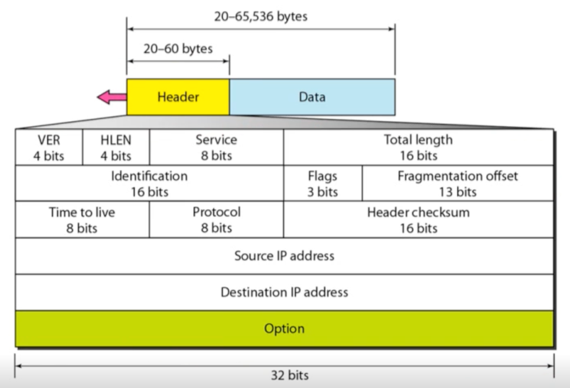 20–65,536 bytes
20–60 bytes
Header
Data
VER
4 bits
HLEN
4 bits
Service
8 bits
Total length
16 bits
Identification
16 bits
Flags
3 bits
Fragmentation offset
13 bits
Time to live
8 bits
Protocol
8 bits
Header checksum
16 bits
Source IP address
Destination IP address
Option
32 bits